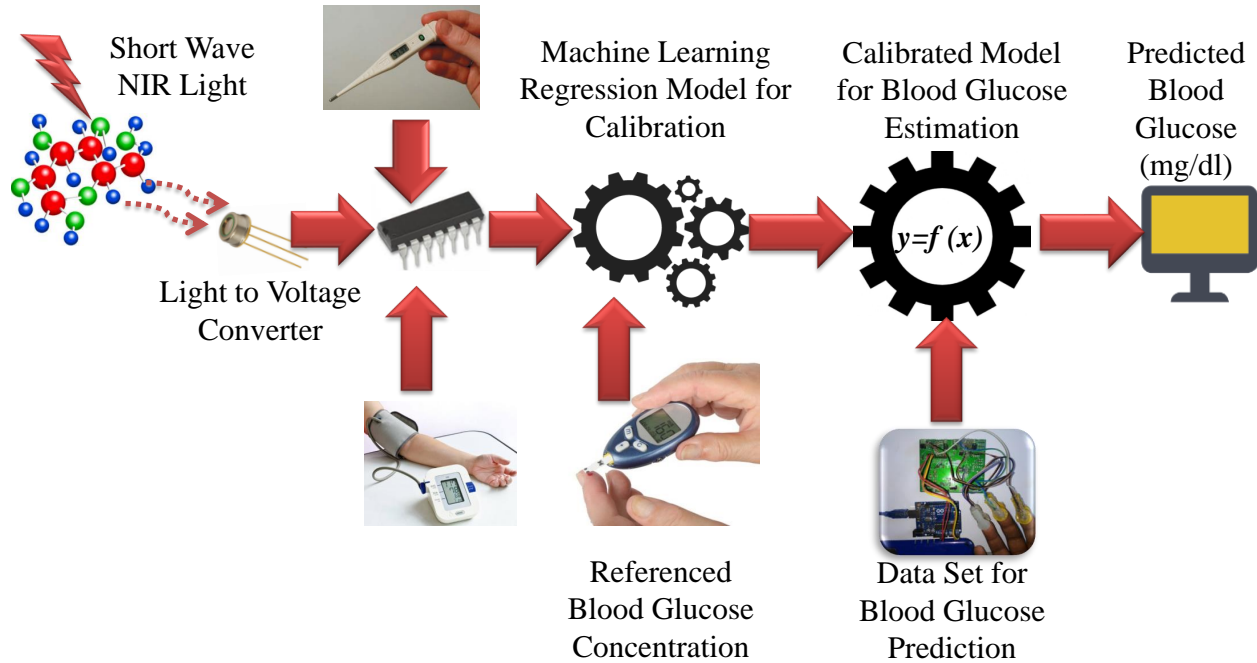 Short Wave
NIR Light
Light to Voltage
Converter
Machine Learning
Regression Model for
Calibration
Referenced
Blood Glucose
Concentration
Calibrated Model
for Blood Glucose
Estimation
y=f (x)
Data Set for
Blood Glucose
Prediction
Predicted
Blood
Glucose
(mg/dl)